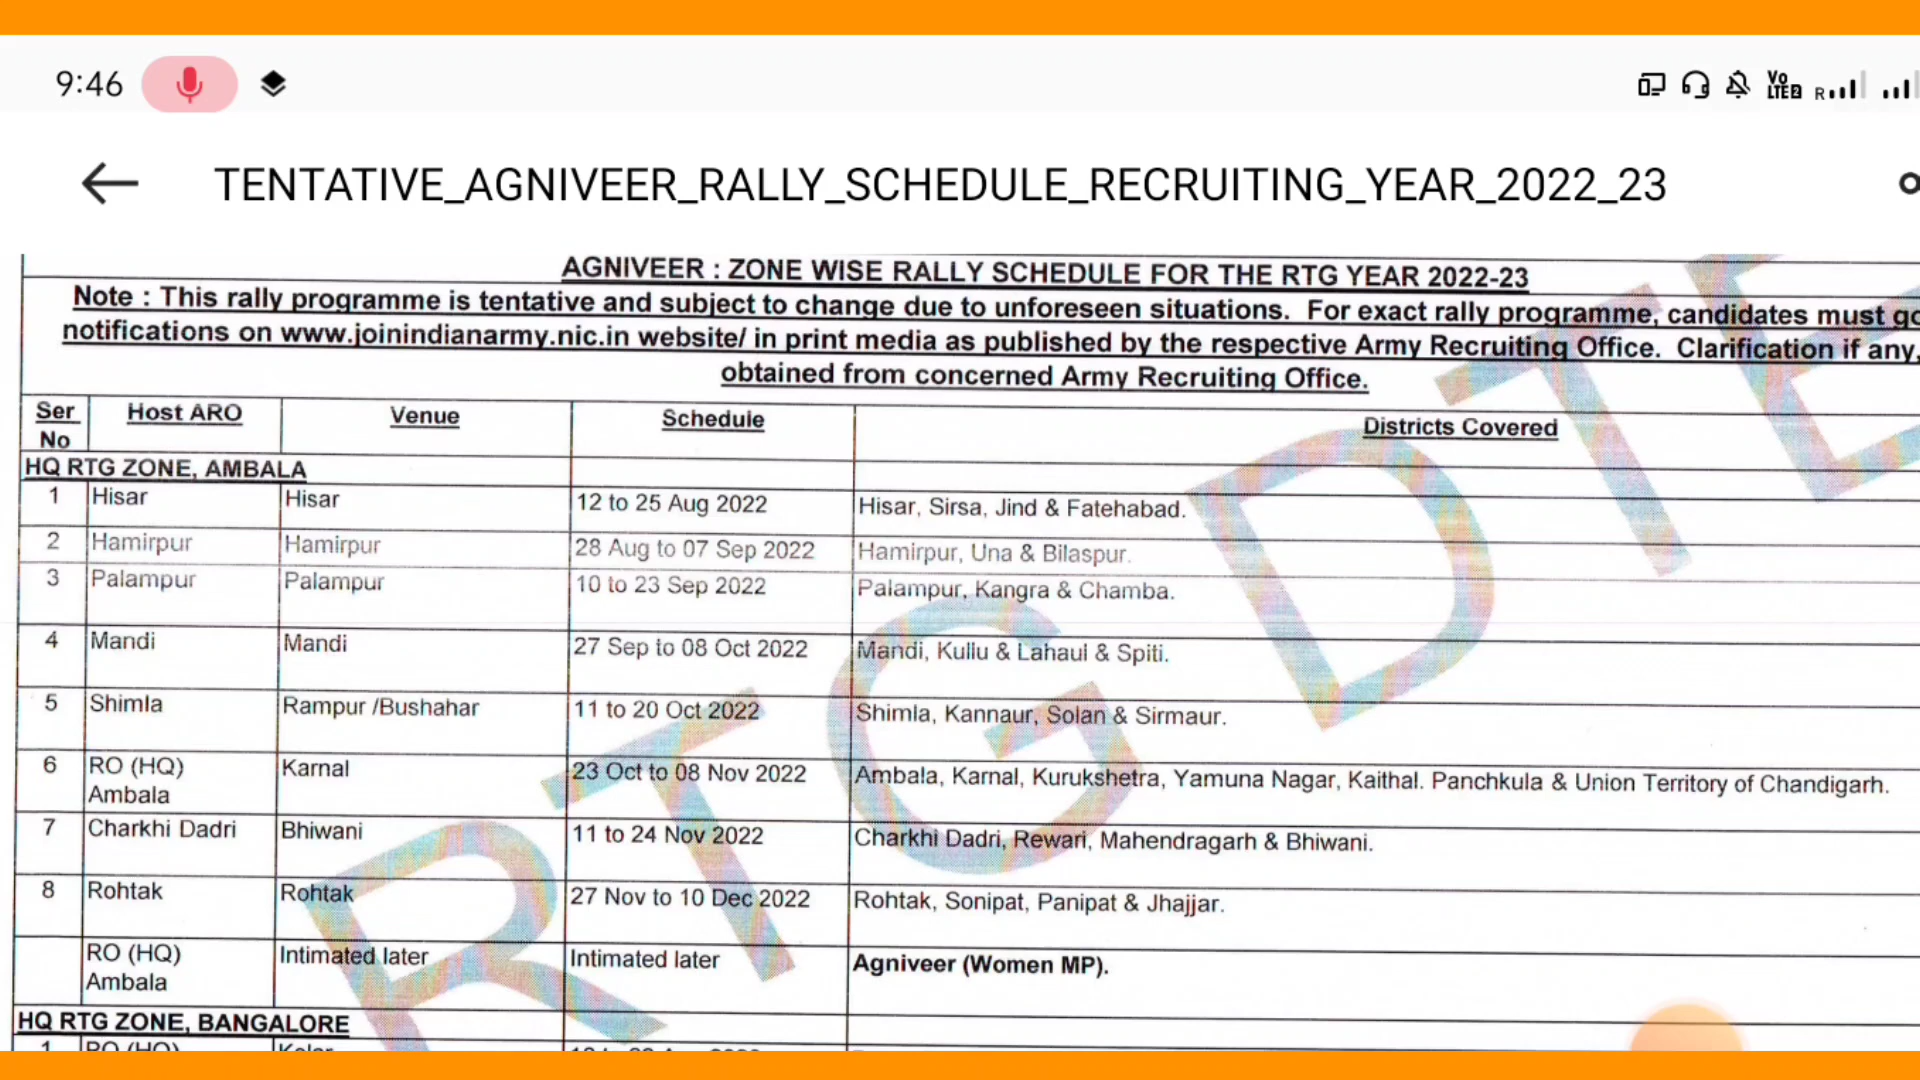 9:46
Vo
LTE2 R
TENTATIVE_AGNIVEER_RALLY_SCHEDULE_RECRUITING_YEAR_2022_23
AGNIVEER : ZONE WISE RALLY SCHEDULE FOR THE RTG YEAR 2022-23
Note : This rally programme is tentative and subject to change due to unforeseen situations. For exact rally programme, candidates must go
notifications on www.joinindianarmy.nic.in website/ in print media as published by the respective Army Recruiting Office. Clarification if any,
obtained from concerned Army Recruiting Office.
Ser No Host ARO Venue Schedule Districts Covered
HQ RTG ZONE, AMBALA
1 Hisar Hisar 12 to 25 Aug 2022 Hisar, Sirsa, Jind & Fatehabad.
2 Hamirpur Hamirpur 28 Aug to 07 Sep 2022 Hamirpur, Una & Bilaspur.
3 Palampur Palampur 10 to 23 Sep 2022 Palampur, Kangra & Chamba.
4 Mandi Mandi 27 Sep to 08 Oct 2022 Mandi, Kullu & Lahaul & Spiti.
5 Shimla Rampur /Bushahar 11 to 20 Oct 2022 Shimla, Kannaur, Solan & Sirmaur.
6 RO (HQ) Ambala Karnal 23 Oct to 08 Nov 2022 Ambala, Karnal, Kurukshetra, Yamuna Nagar, Kaithal. Panchkula & Union Territory of Chandigarh.
7 Charkhi Dadri Bhiwani 11 to 24 Nov 2022 Charkhi Dadri, Rewari, Mahendragarh & Bhiwani.
8 Rohtak Rohtak 27 Nov to 10 Dec 2022 Rohtak, Sonipat, Panipat & Jhajjar.
RO (HQ) Ambala Intimated later Intimated later Agniveer (Women MP).
HQ RTG ZONE, BANGALORE
1 RO (HQ)
RTG DTE